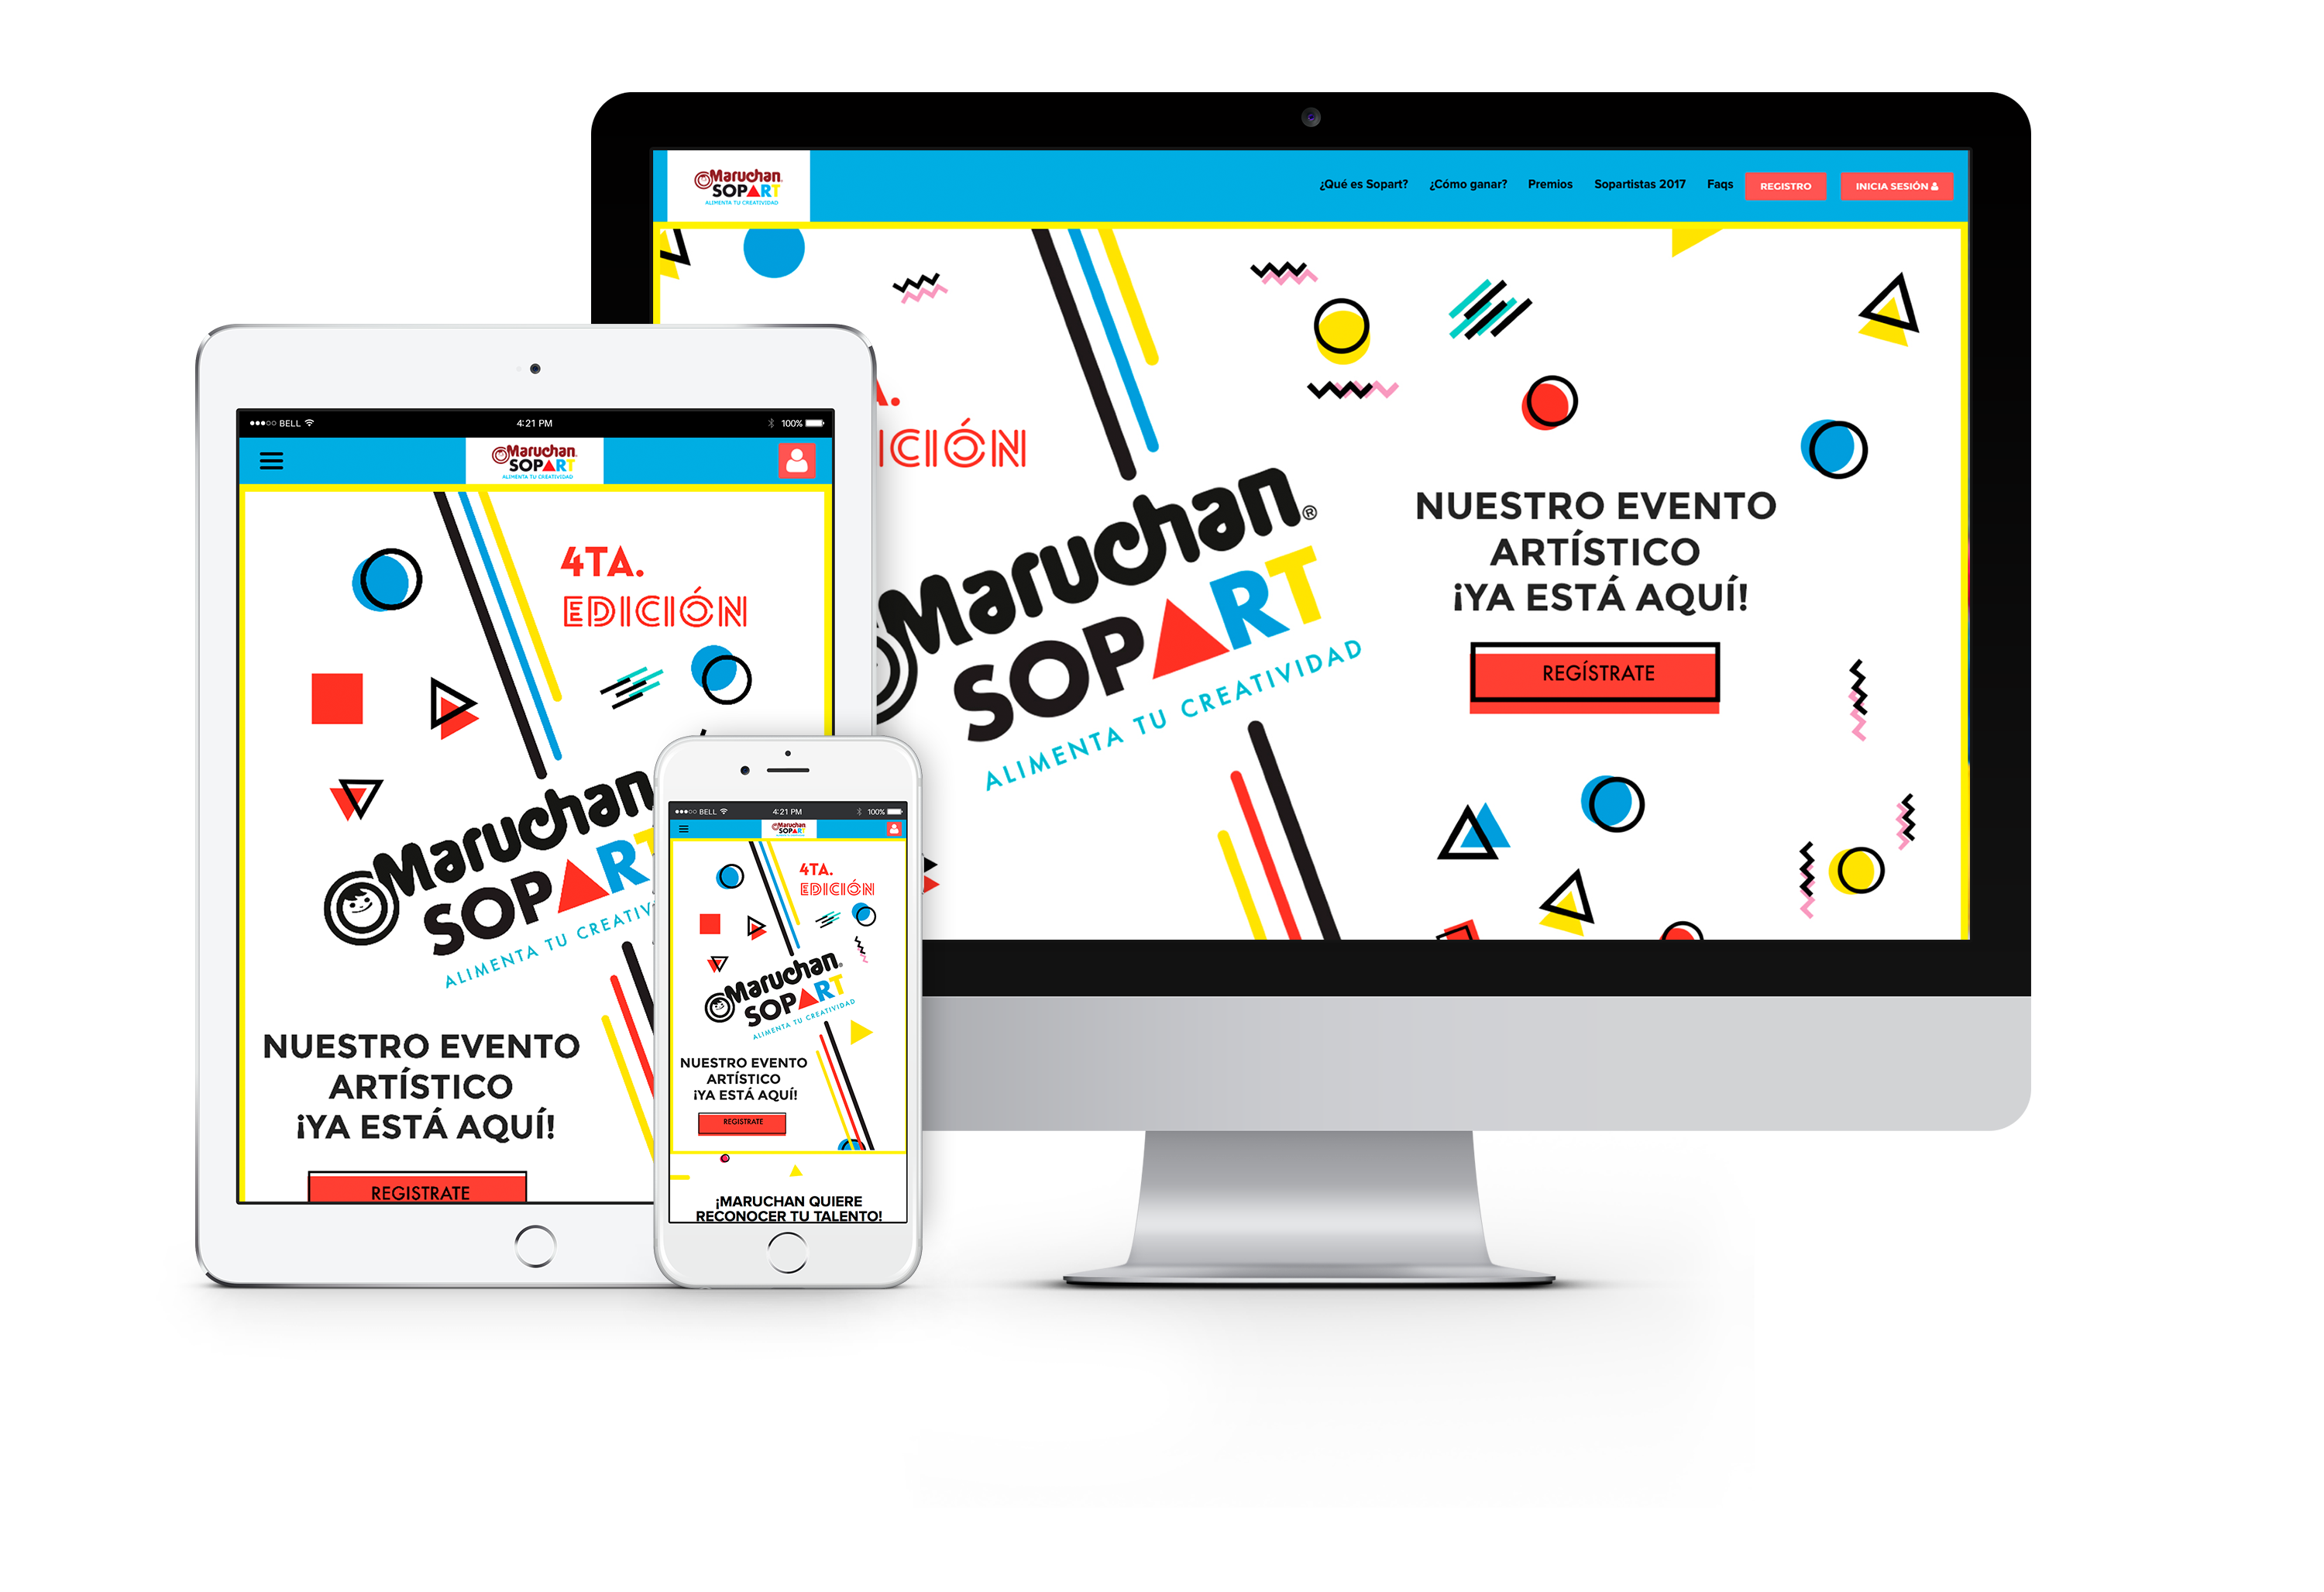 Maruchan
SOPART
ALIMENTA TU CREATIVIDAD
¿Qué es Sopart? ¿Cómo ganar? Premios Sopartistas 2017 Faqs REGISTRO INICIA SESIÓN
A.
ICIÓN
Maruchan®
SOPART
ALIMENTA TU CREATIVIDAD
NUESTRO EVENTO
ARTÍSTICO
¡YA ESTÁ AQUÍ!
REGÍSTRATE
BELL 4:21 PM 100%
Maruchan
SOPART
ALIMENTA TU CREATIVIDAD
4TA.
EDICIÓN
Maruchan
SOPART
ALIMENTA TU CREATIV
NUESTRO EVENTO
ARTÍSTICO
¡YA ESTÁ AQUÍ!
REGISTRATE
BELL 4:21 PM 100%
Maruchan
SOPART
4TA.
EDICIÓN
Maruchan
SOPART
ALIMENTA TU CREATIVIDAD
NUESTRO EVENTO
ARTÍSTICO
¡YA ESTÁ AQUÍ!
REGISTRATE
¡MARUCHAN QUIERE
RECONOCER TU TALENTO!